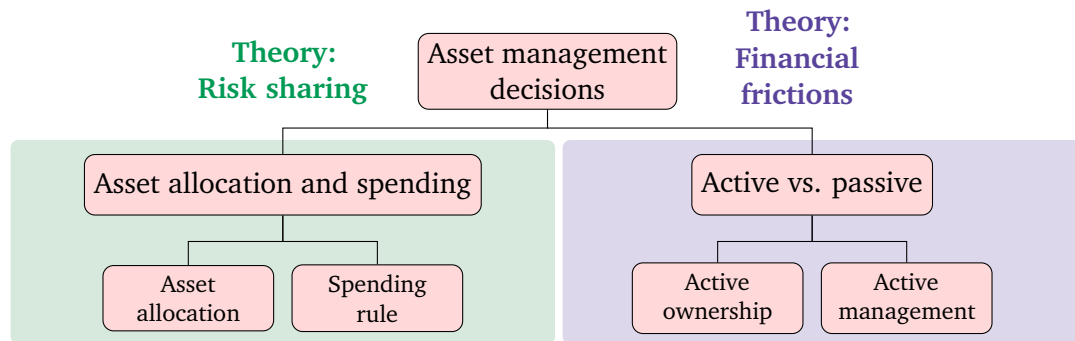 Theory:
Risk sharing
Asset management
decisions
Theory:
Financial
frictions
Asset allocation and spending
Active vs. passive
Asset
allocation
Spending
rule
Active
ownership
Active
management